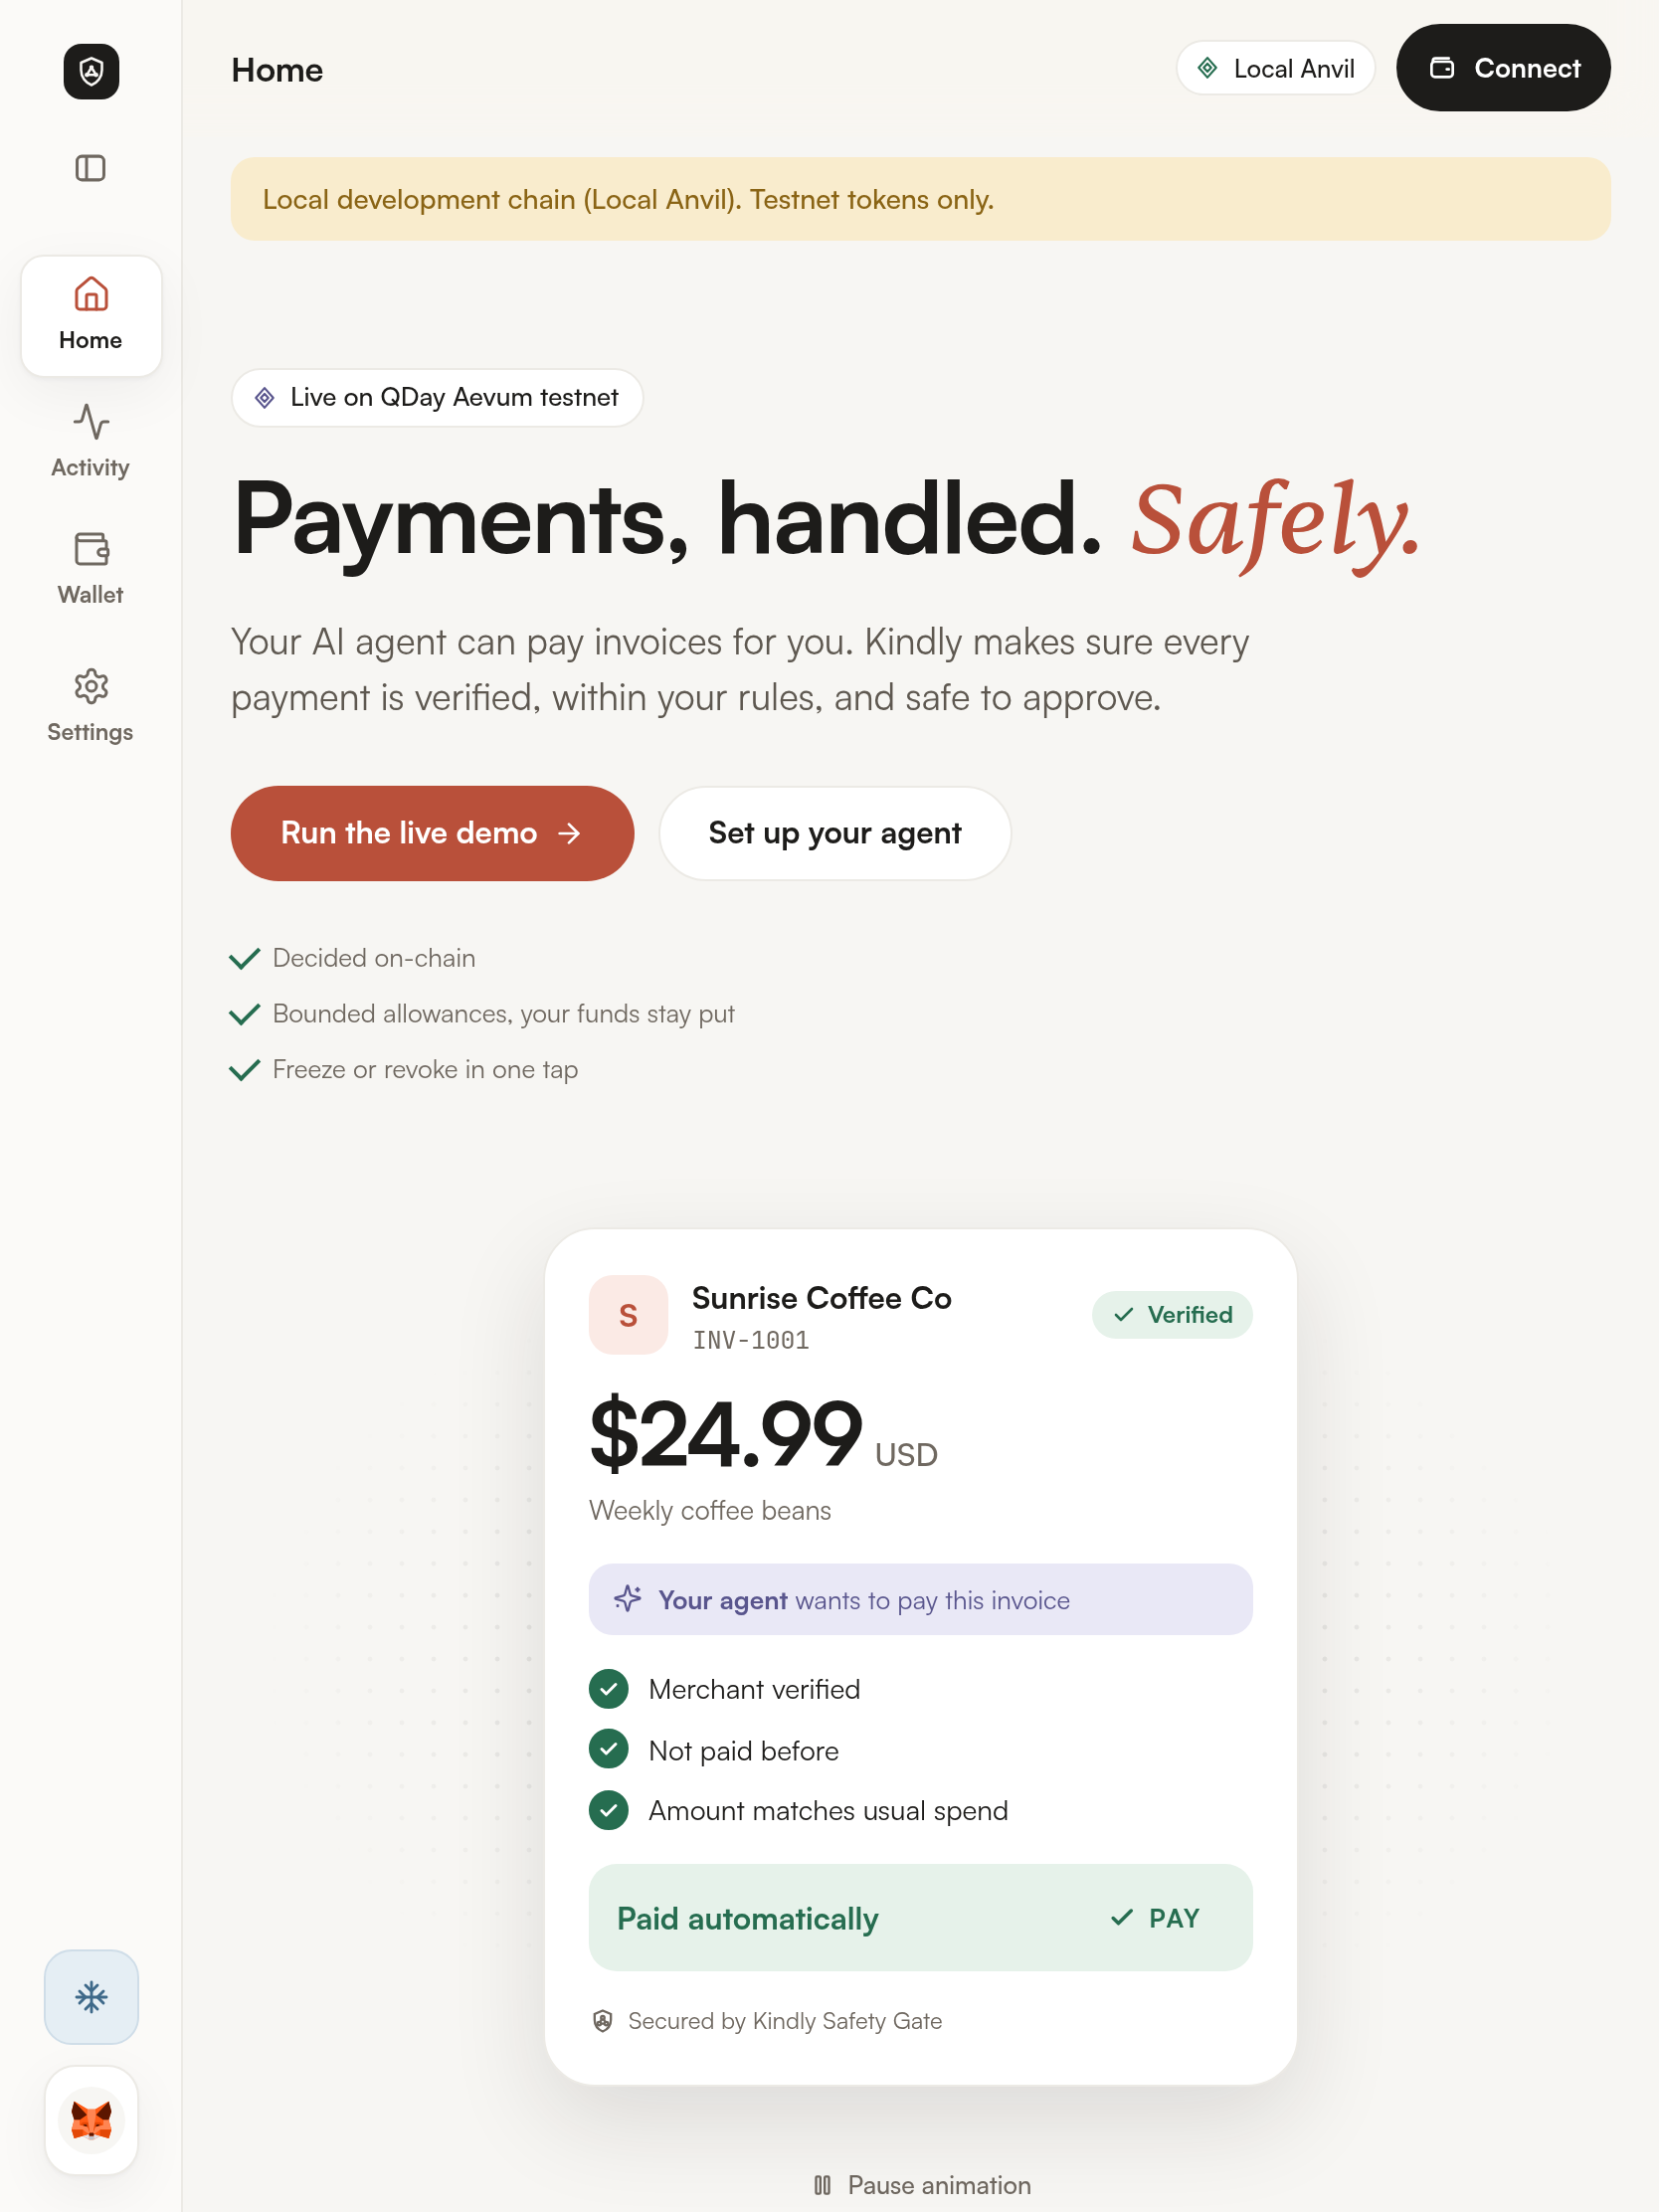 Home
Local Anvil
Connect
Local development chain (Local Anvil). Testnet tokens only.
Home
Activity
Wallet
Settings
Live on QDay Aevum testnet
Payments, handled. Safely.
Your AI agent can pay invoices for you. Kindly makes sure every
payment is verified, within your rules, and safe to approve.
Run the live demo
Set up your agent
Decided on-chain
Bounded allowances, your funds stay put
Freeze or revoke in one tap
S
Sunrise Coffee Co
INV-1001
Verified
$24.99 USD
Weekly coffee beans
Your agent wants to pay this invoice
Merchant verified
Not paid before
Amount matches usual spend
Paid automatically
PAY
Secured by Kindly Safety Gate
Pause animation